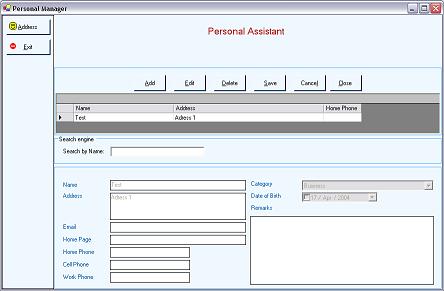 Personal Manager
Address
Exit
Personal Assistant
Add Edit Delete Save Cancel Close
Name Address Home Phone
Test Adress 1
Search engine
Search by Name:
Name Test
Address Adress 1
Email
Home Page
Home Phone
Cell Phone
Work Phone
Category Business
Date of Birth 17 / Apr / 2004
Remarks